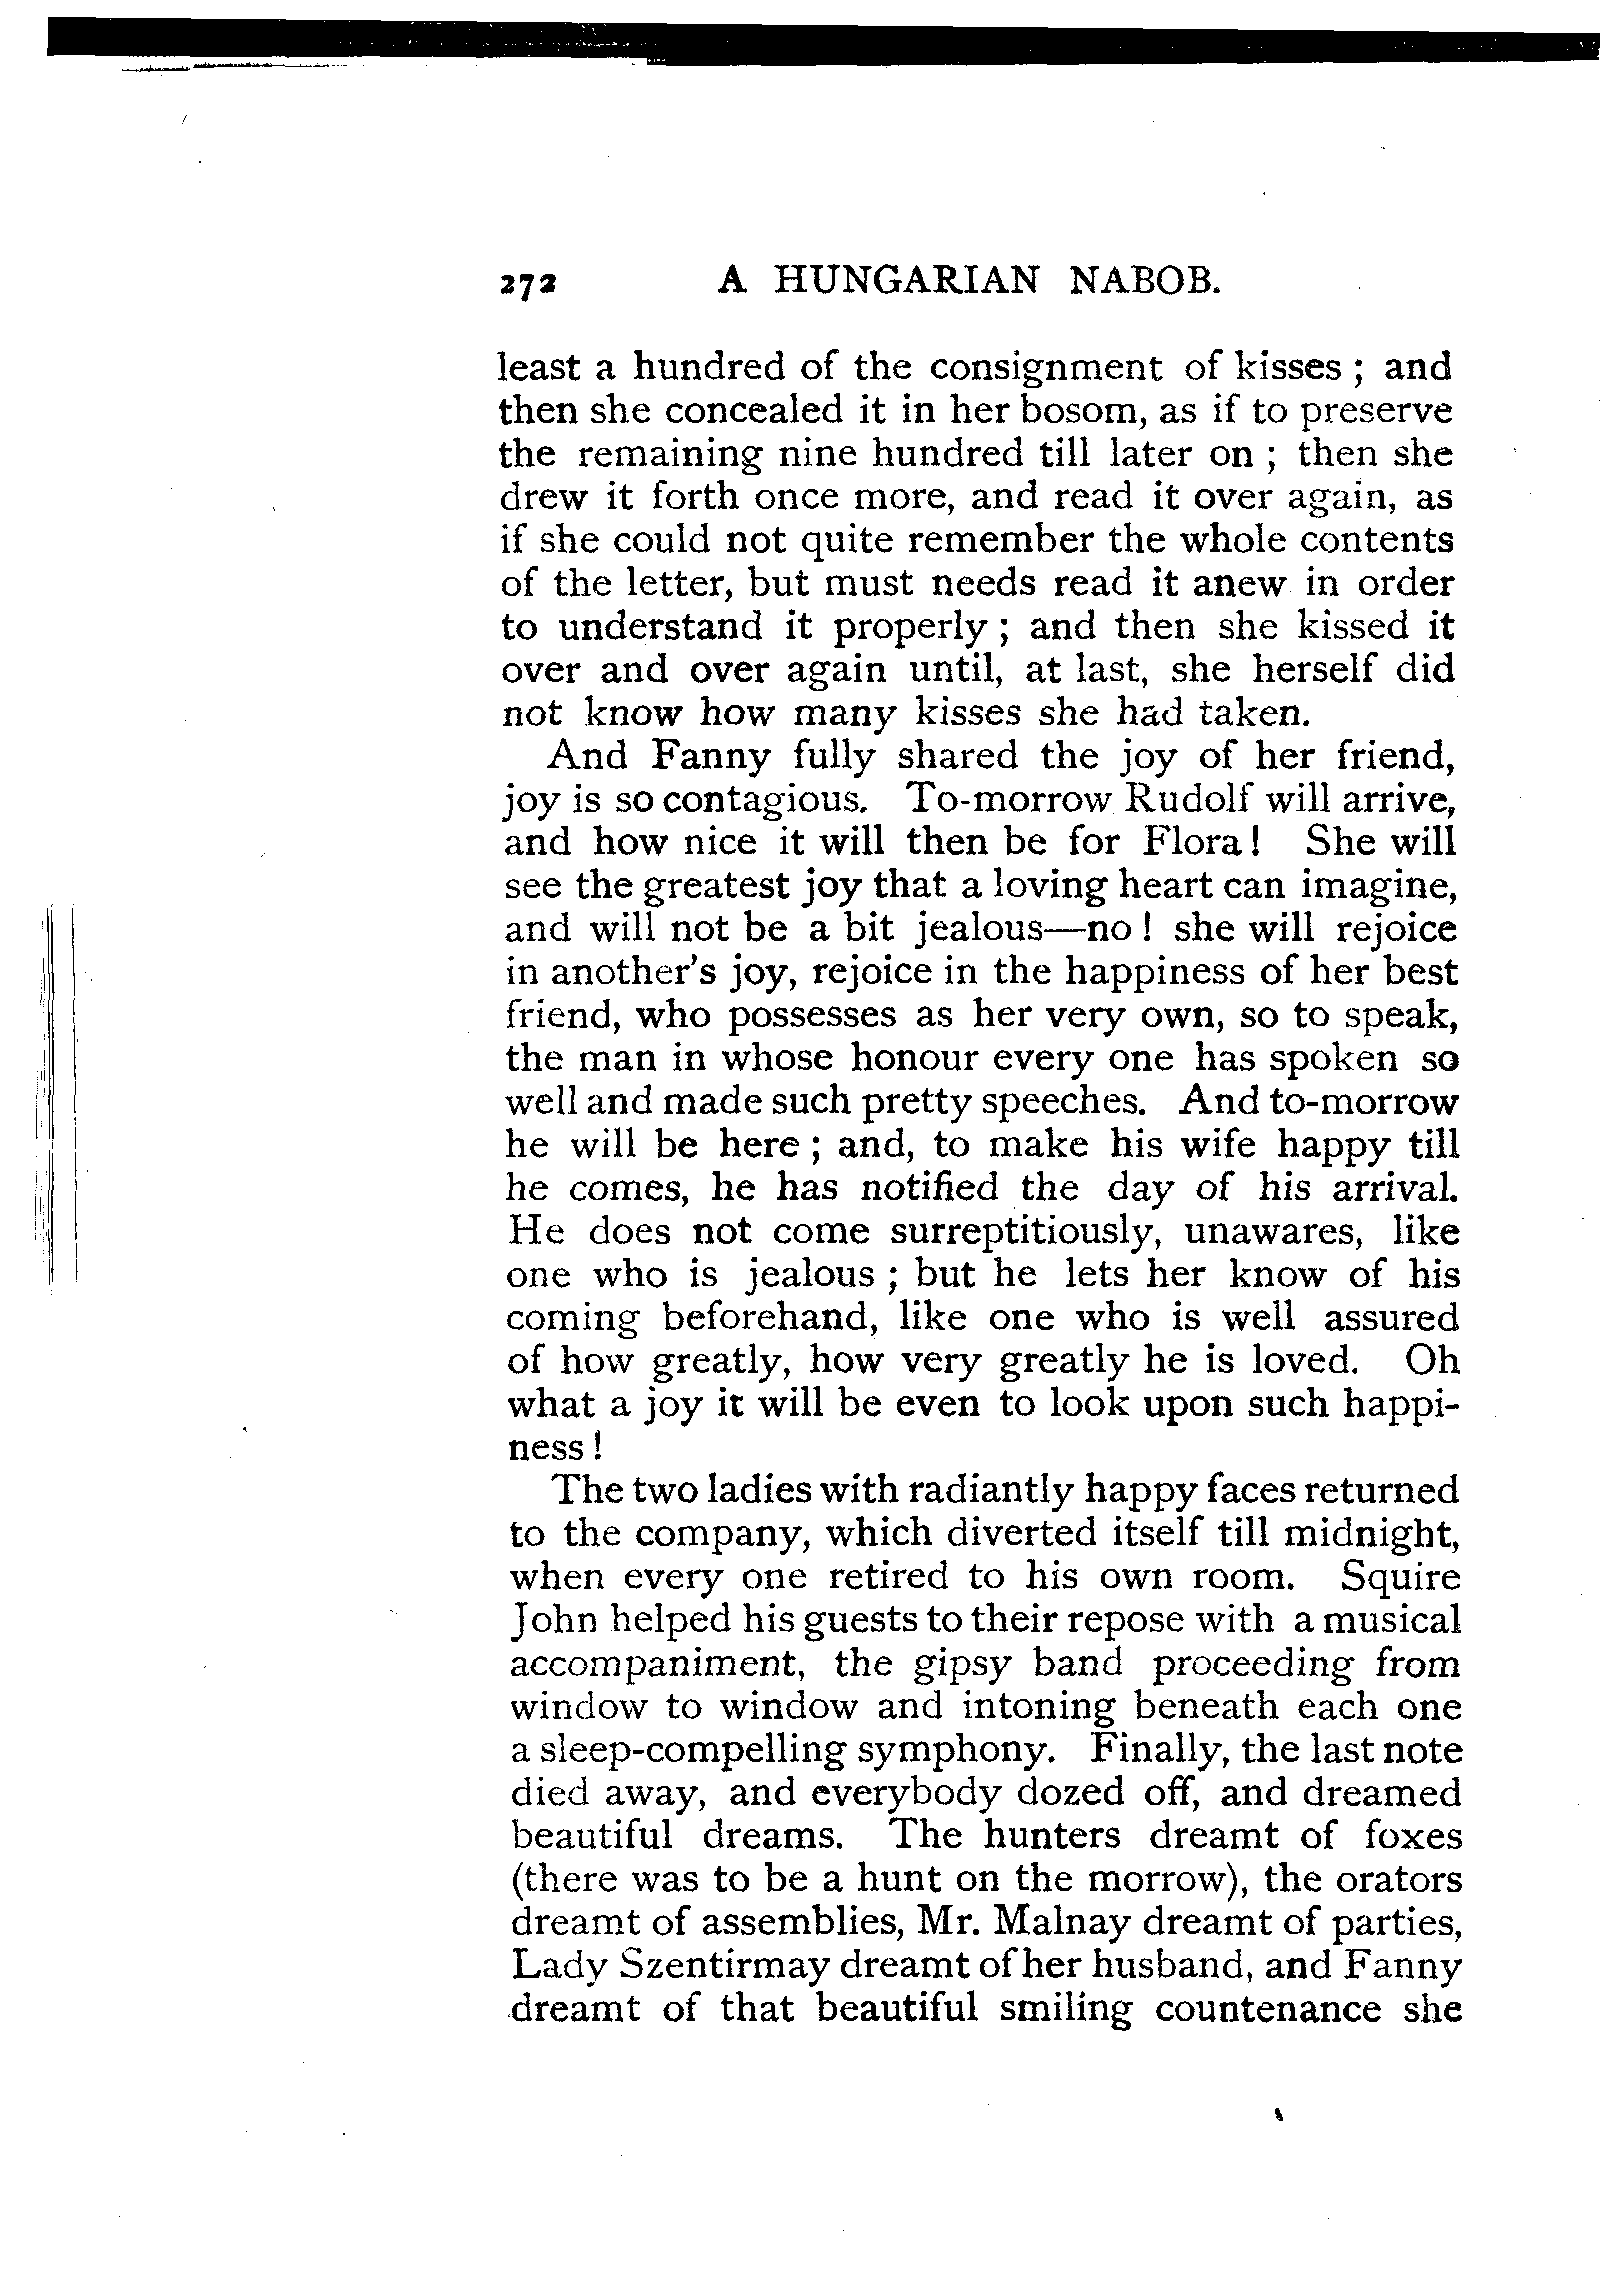 272 A HUNGARIAN NABOB.
least a hundred of the consignment of kisses ; and
then she concealed it in her bosom, as if to preserve
the remaining nine hundred till later on ; then she
drew it forth once more, and read it over again, as
if she could not quite remember the whole contents
of the letter, but must needs read it anew in order
to understand it properly ; and then she kissed it
over and over again until, at last, she herself did
not know how many kisses she had taken.
And Fanny fully shared the joy of her friend,
joy is so contagious. To-morrow Rudolf will arrive,
and how nice it will then be for Flora! She will
see the greatest joy that a loving heart can imagine,
and will not be a bit jealous—no ! she will rejoice
in another's joy, rejoice in the happiness of her best
friend, who possesses as her very own, so to speak,
the man in whose honour every one has spoken so
well and made such pretty speeches. And to-morrow
he will be here ; and, to make his wife happy till
he comes, he has notified the day of his arrival.
He does not come surreptitiously, unawares, like
one who is jealous ; but he lets her know of his
coming beforehand, like one who is well assured
of how greatly, how very greatly he is loved. Oh
what a joy it will be even to look upon such happi-
ness !
The two ladies with radiantly happy faces returned
to the company, which diverted itself till midnight,
when every one retired to his own room. Squire
John helped his guests to their repose with a musical
accompaniment, the gipsy band proceeding from
window to window and intoning beneath each one
a sleep-compelling symphony. Finally, the last note
died away, and everybody dozed off, and dreamed
beautiful dreams. The hunters dreamt of foxes
(there was to be a hunt on the morrow), the orators
dreamt of assemblies, Mr. Malnay dreamt of parties,
Lady Szentirmay dreamt of her husband, and Fanny
dreamt of that beautiful smiling countenance she